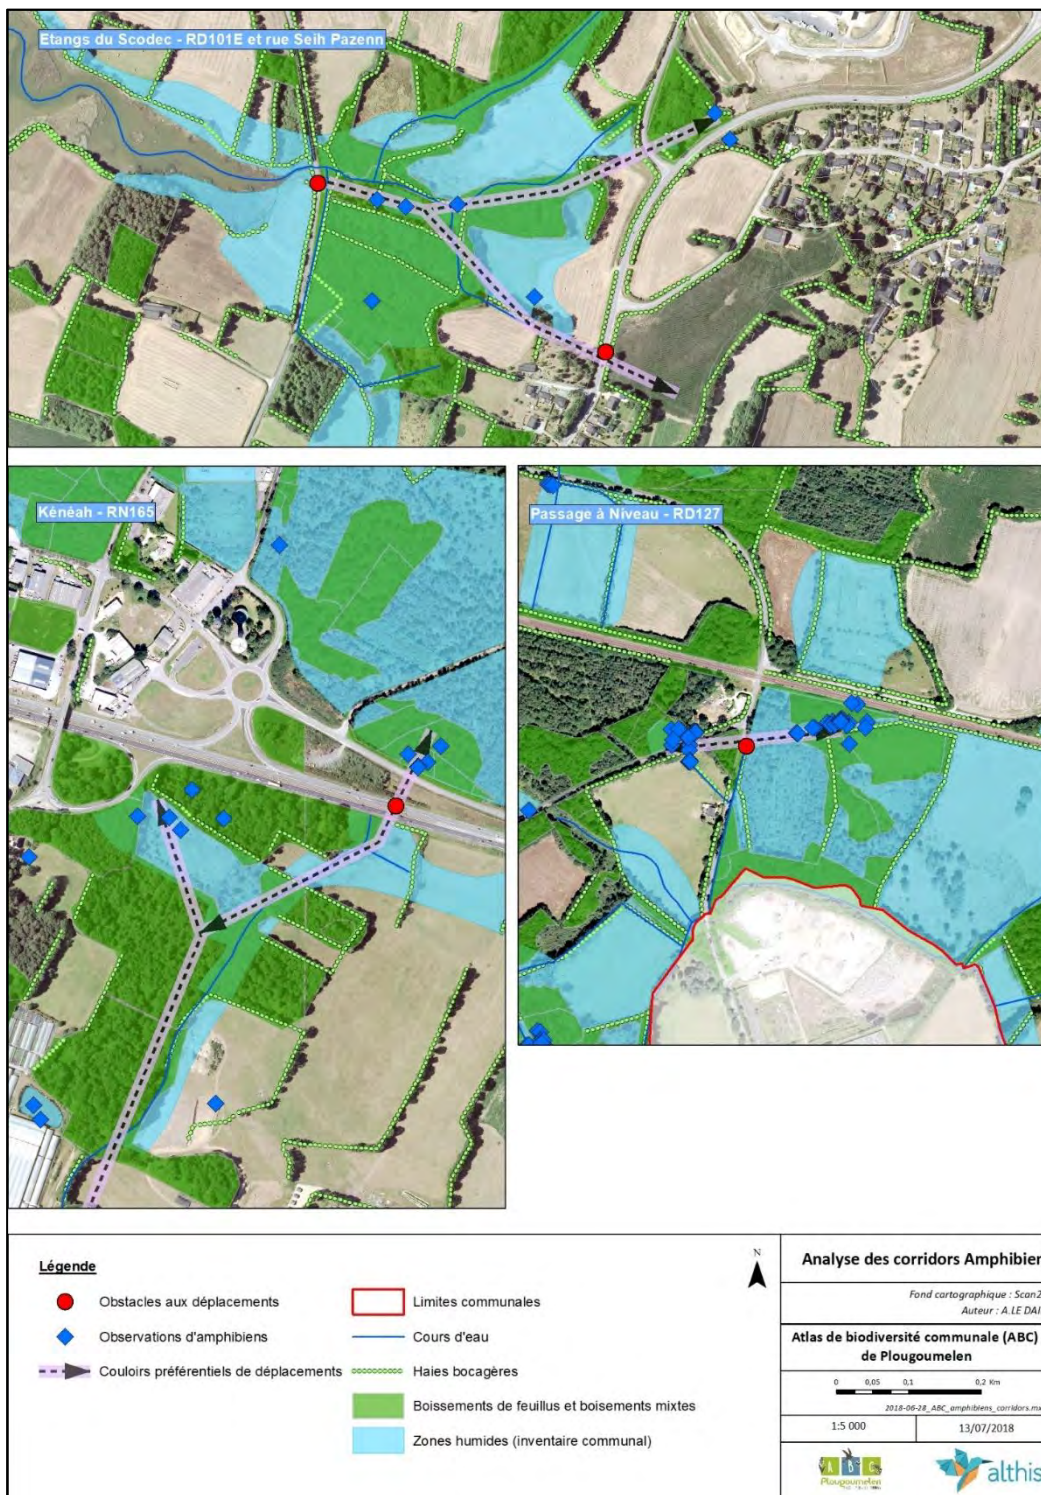 Etangs du Scodec - RD101E et rue Seih Pazenn
Kénéah - RN165
Passage à Niveau - RD127
Légende
Obstacles aux déplacements
Observations d'amphibiens
Couloirs préférentiels de déplacements
Limites communales
Cours d'eau
Haies bocagères
Boissements de feuillus et boisements mixtes
Zones humides (inventaire communal)
N
Analyse des corridors Amphibien
Fond cartographique : Scan2
Auteur : A.LE DAI
Atlas de biodiversité communale (ABC)
de Plougoumelen
0 0,05 0,1 0,2 Km
2018-06-28_ABC_amphibiens_corridors.mx
1:5 000 13/07/2018
ABC
Plougoumelen
althis